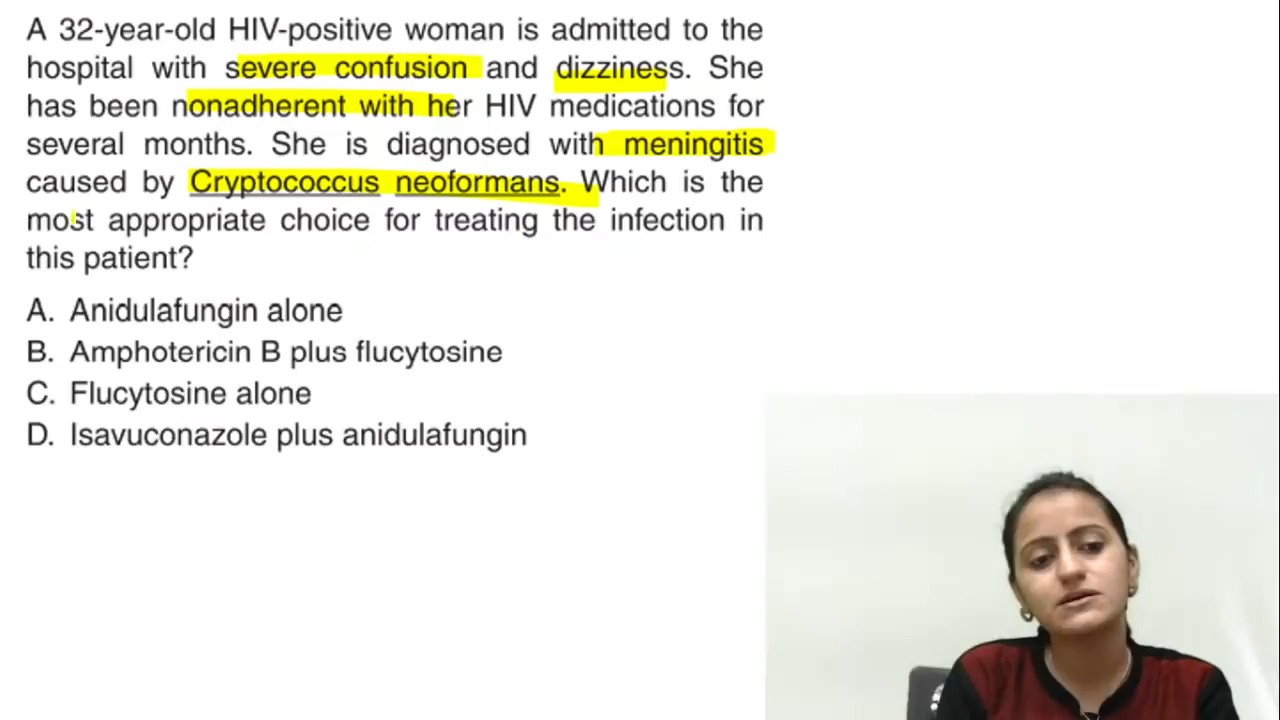 A 32-year-old HIV-positive woman is admitted to the
hospital with severe confusion and dizziness. She
has been nonadherent with her HIV medications for
several months. She is diagnosed with meningitis
caused by Cryptococcus neoformans. Which is the
most appropriate choice for treating the infection in
this patient?
A. Anidulafungin alone
B. Amphotericin B plus flucytosine
C. Flucytosine alone
D. Isavuconazole plus anidulafungin